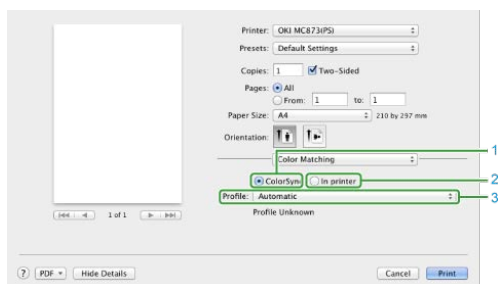 Printer: OKI MC873(PS)
Presets: Default Settings
Copies: 1 Two-Sided
Pages: All
From: 1 to: 1
Paper Size: A4 210 by 297 mm
Orientation:
Color Matching
1
ColorSyn In printer
2
Profile: Automatic
3
1 of 1
Profile Unknown
? PDF Hide Details Cancel Print